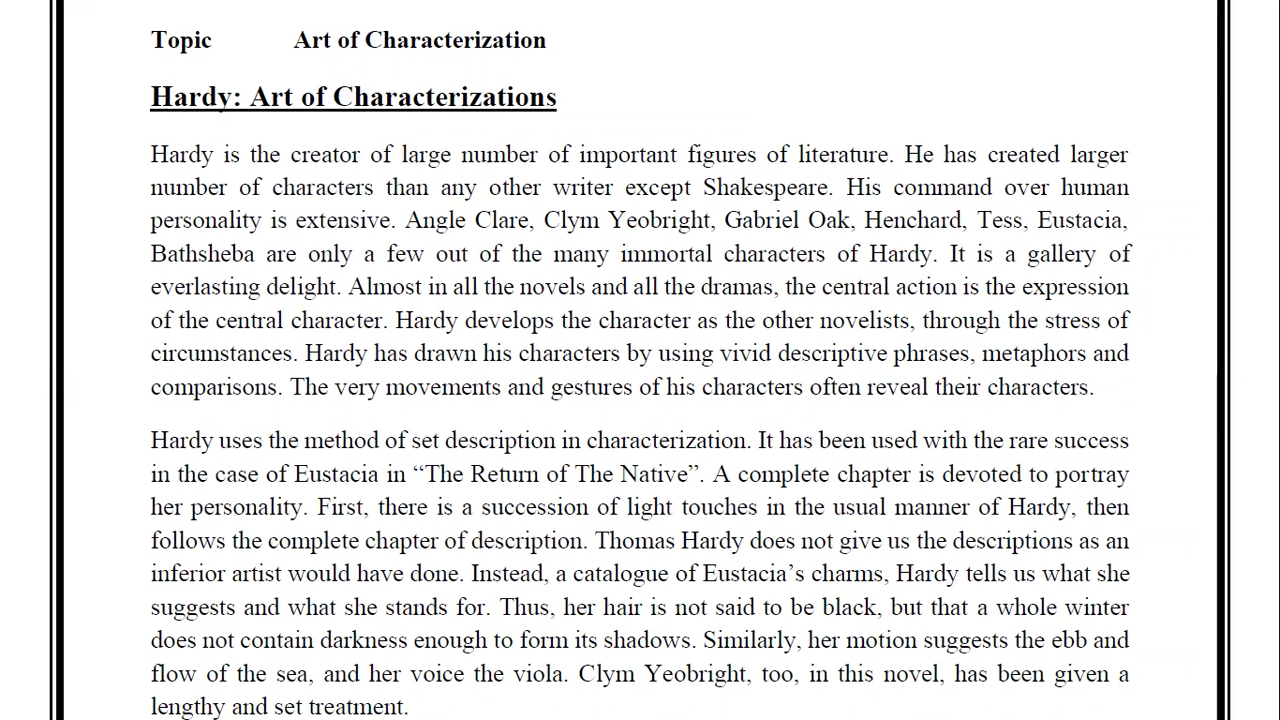 Topic Art of Characterization
Hardy: Art of Characterizations
Hardy is the creator of large number of important figures of literature. He has created larger
number of characters than any other writer except Shakespeare. His command over human
personality is extensive. Angle Clare, Clym Yeobright, Gabriel Oak, Henchard, Tess, Eustacia,
Bathsheba are only a few out of the many immortal characters of Hardy. It is a gallery of
everlasting delight. Almost in all the novels and all the dramas, the central action is the expression
of the central character. Hardy develops the character as the other novelists, through the stress of
circumstances. Hardy has drawn his characters by using vivid descriptive phrases, metaphors and
comparisons. The very movements and gestures of his characters often reveal their characters.
Hardy uses the method of set description in characterization. It has been used with the rare success
in the case of Eustacia in “The Return of The Native”. A complete chapter is devoted to portray
her personality. First, there is a succession of light touches in the usual manner of Hardy, then
follows the complete chapter of description. Thomas Hardy does not give us the descriptions as an
inferior artist would have done. Instead, a catalogue of Eustacia’s charms, Hardy tells us what she
suggests and what she stands for. Thus, her hair is not said to be black, but that a whole winter
does not contain darkness enough to form its shadows. Similarly, her motion suggests the ebb and
flow of the sea, and her voice the viola. Clym Yeobright, too, in this novel, has been given a
lengthy and set treatment.